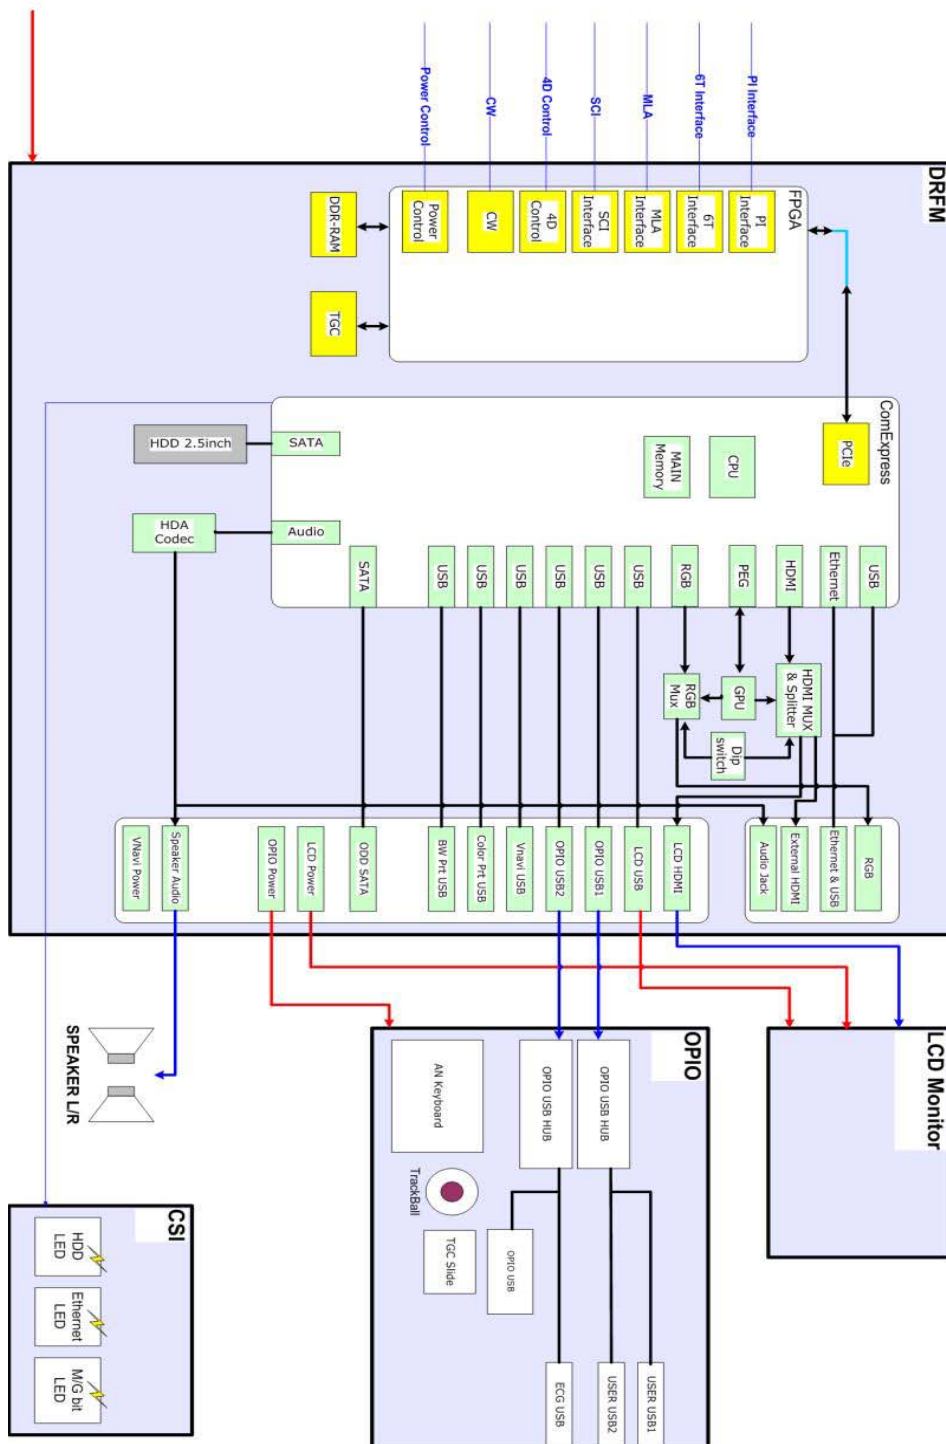 Power Control
CW
4D Control
SCI
MLA
6T Interface
PI Interface
DRFM
FPGA
Power
Control
CW
4D
Control
SCI
Interface
MLA
Interface
6T
Interface
PI
Interface
DDR-RAM
TGC
ComExpress
PCIe
CPU
MAIN
Memory
HDD 2.5inch
SATA
HDA
Codec
Audio
SATA
USB
USB
USB
USB
USB
USB
RGB
PEG
HDMI
Ethernet
USB
RGB
Mux
GPU
HDMI MUX
& Splitter
Dip
switch
VNavi Power
Speaker Audio
OPIO Power
LCD Power
ODD SATA
BW Prt USB
Color Prt USB
Vnavi USB
OPIO USB2
OPIO USB1
LCD USB
LCD HDMI
Audio Jack
External HDMI
Ethernet & USB
RGB
SPEAKER L/R
OPIO
AN Keyboard
OPIO USB HUB
OPIO USB HUB
TrackBall
TGC Slide
OPIO USB
ECG USB
USER USB2
USER USB1
LCD Monitor
CSI
HDD
LED
Ethernet
LED
M/G bit
LED